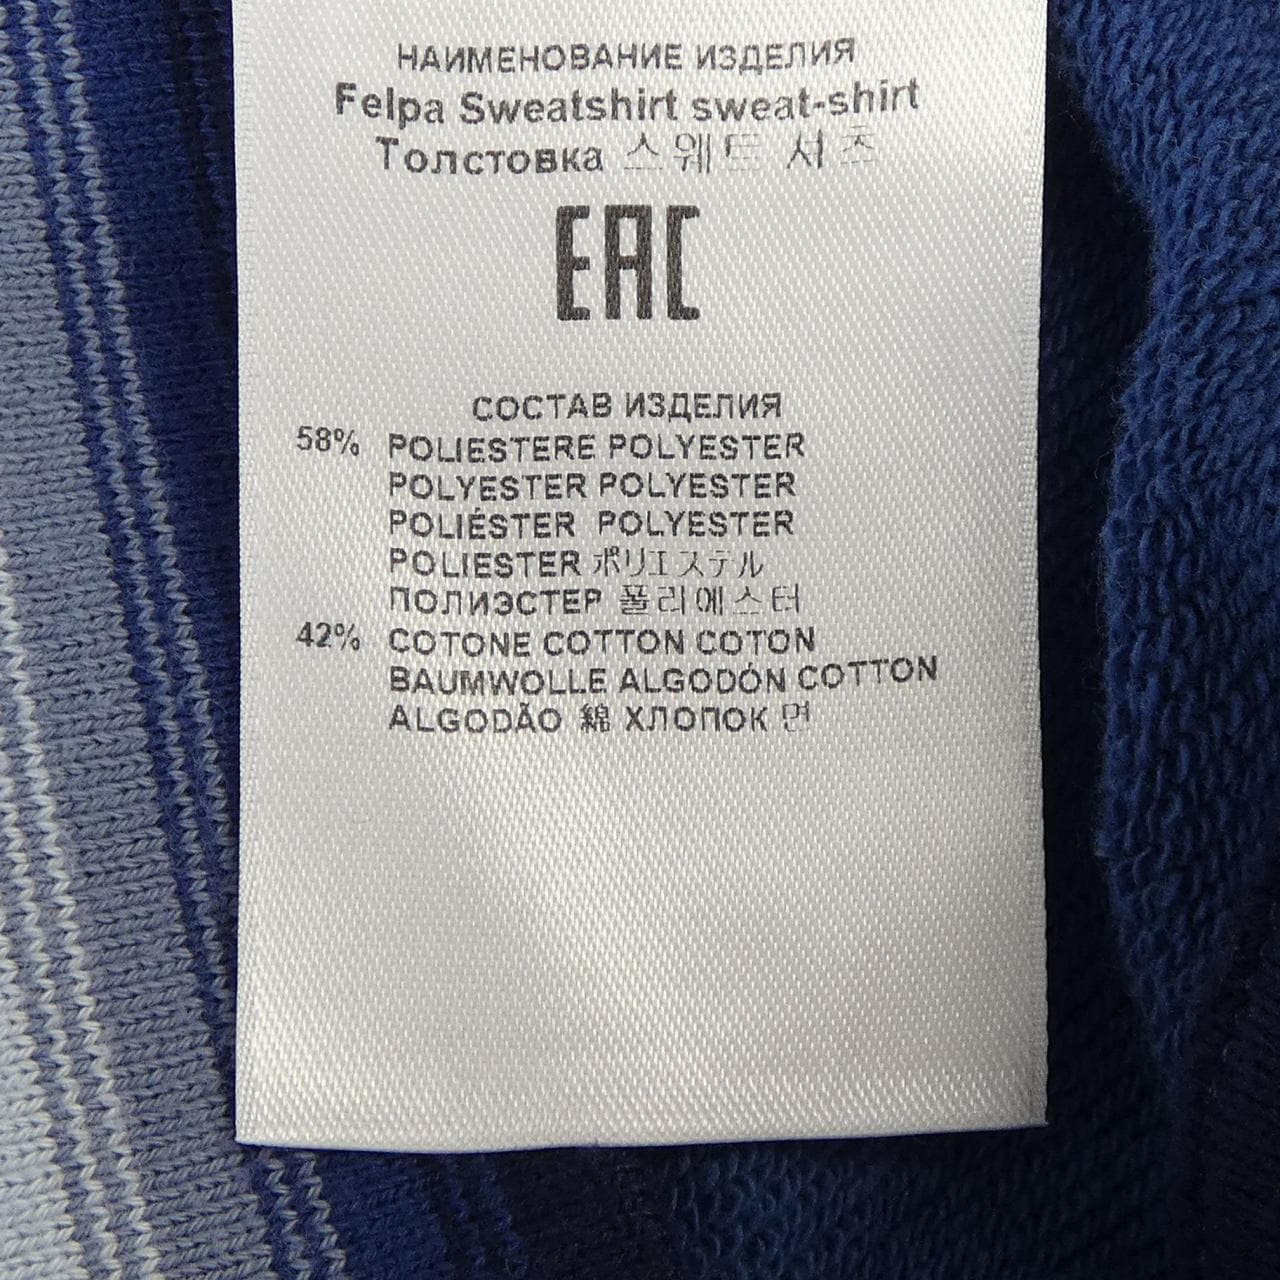 НАИМЕНОВАНИЕ ИЗДЕЛИЯ
Felpa Sweatshirt sweat-shirt
Толстовка 스웨트 셔츠
EAC
СОСТАВ ИЗДЕЛИЯ
58% POLIESTERE POLYESTER
POLYESTER POLYESTER
POLIÉSTER POLYESTER
POLIESTER ポリエステル
ПОЛИЭСТЕР 폴리에스터
42% COTONE COTTON COTON
BAUMWOLLE ALGODÓN COTTON
ALGODÃO 綿 ХЛОПОК 면